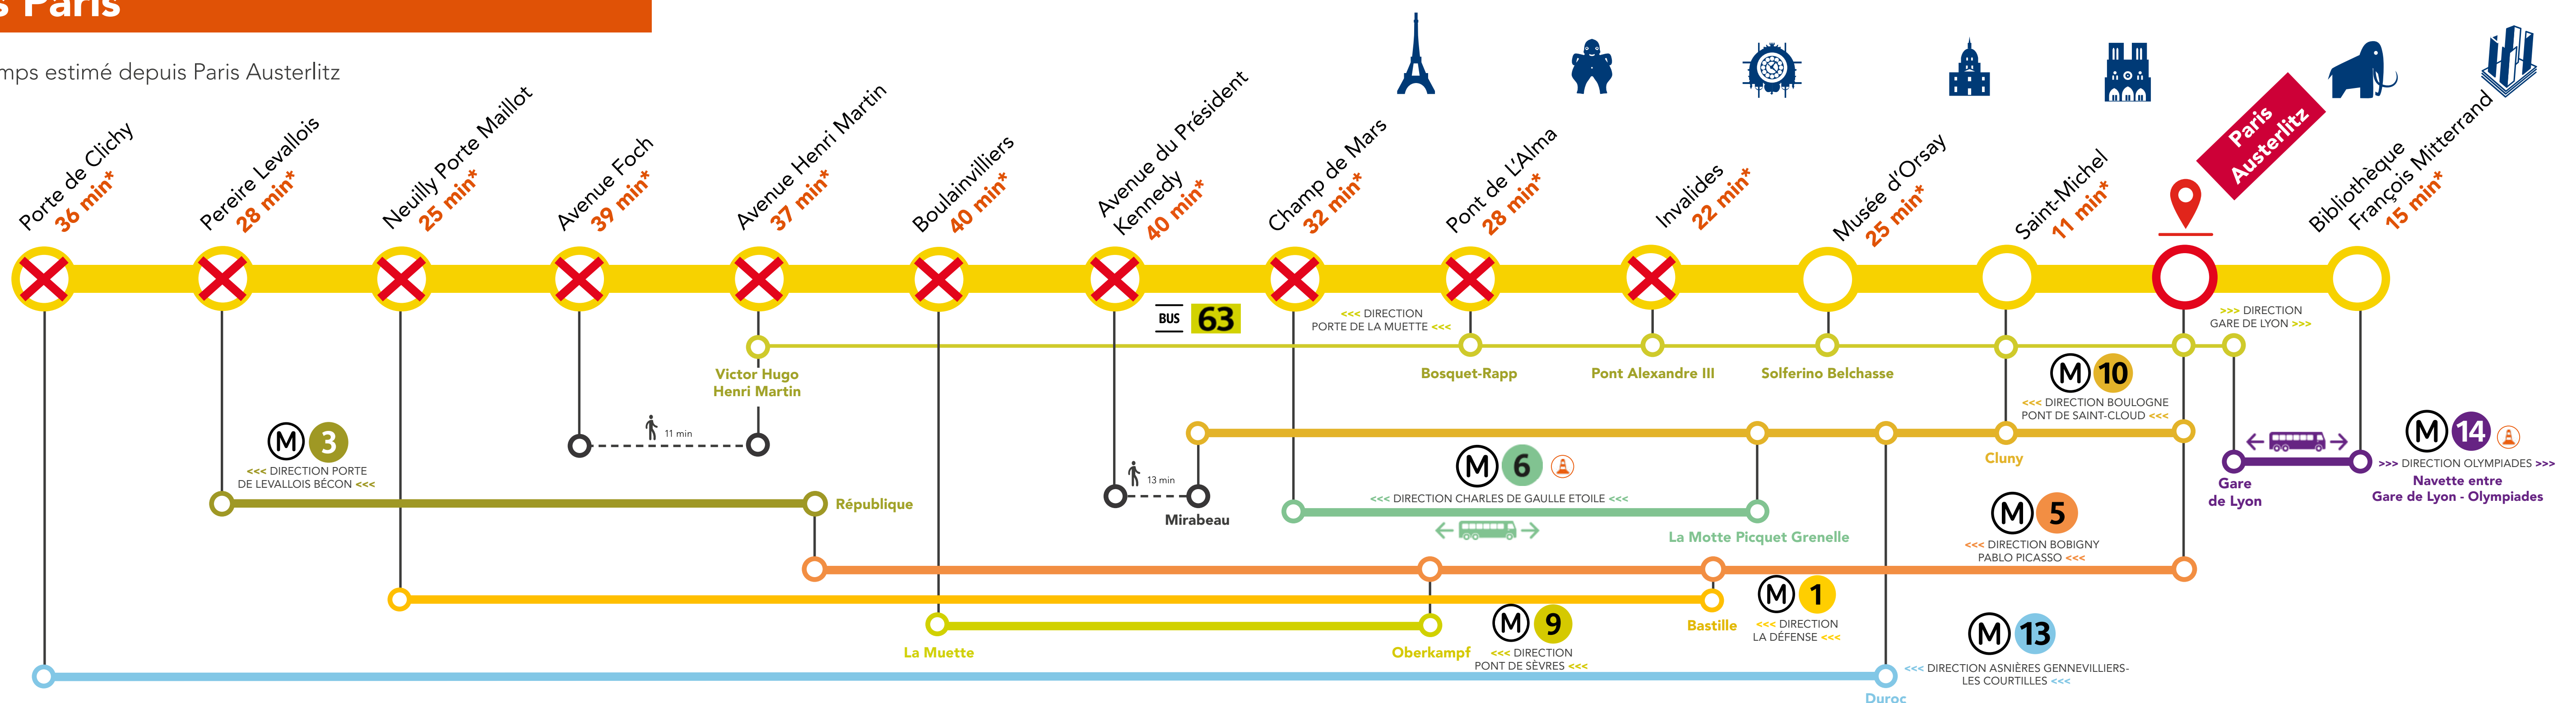 s Paris
mps estimé depuis Paris Austerlitz
Porte de Clichy
36 min*
Pereire Levallois
28 min*
Neuilly Porte Maillot
25 min*
Avenue Foch
39 min*
Avenue Henri Martin
37 min*
Boulainvilliers
40 min*
Avenue du Président
Kennedy
40 min*
Champ de Mars
32 min*
Pont de L'Alma
28 min*
Invalides
22 min*
Musée d'Orsay
25 min*
Saint-Michel
11 min*
Paris
Austerlitz
Bibliothèque
François Mitterrand
15 min*
BUS 63
<<< DIRECTION
PORTE DE LA MUETTE <<<
>>> DIRECTION
GARE DE LYON >>>
Victor Hugo
Henri Martin
Bosquet-Rapp
Pont Alexandre III
Solferino Belchasse
M 10
<<< DIRECTION BOULOGNE
PONT DE SAINT-CLOUD <<<
M 3
<<< DIRECTION PORTE
DE LEVALLOIS BÉCON <<<
11 min
République
13 min
Mirabeau
M 6
<<< DIRECTION CHARLES DE GAULLE ETOILE <<<
La Motte Picquet Grenelle
Cluny
M 14
>>> DIRECTION OLYMPIADES >>>
Navette entre
Gare de Lyon - Olympiades
Gare
de Lyon
M 5
<<< DIRECTION BOBIGNY
PABLO PICASSO <<<
Bastille
M 1
<<< DIRECTION
LA DÉFENSE <<<
La Muette
Oberkampf
M 9
<<< DIRECTION
PONT DE SÈVRES <<<
M 13
<<< DIRECTION ASNIÈRES GENNEVILLIERS-
LES COURTILLES <<<
Duroc